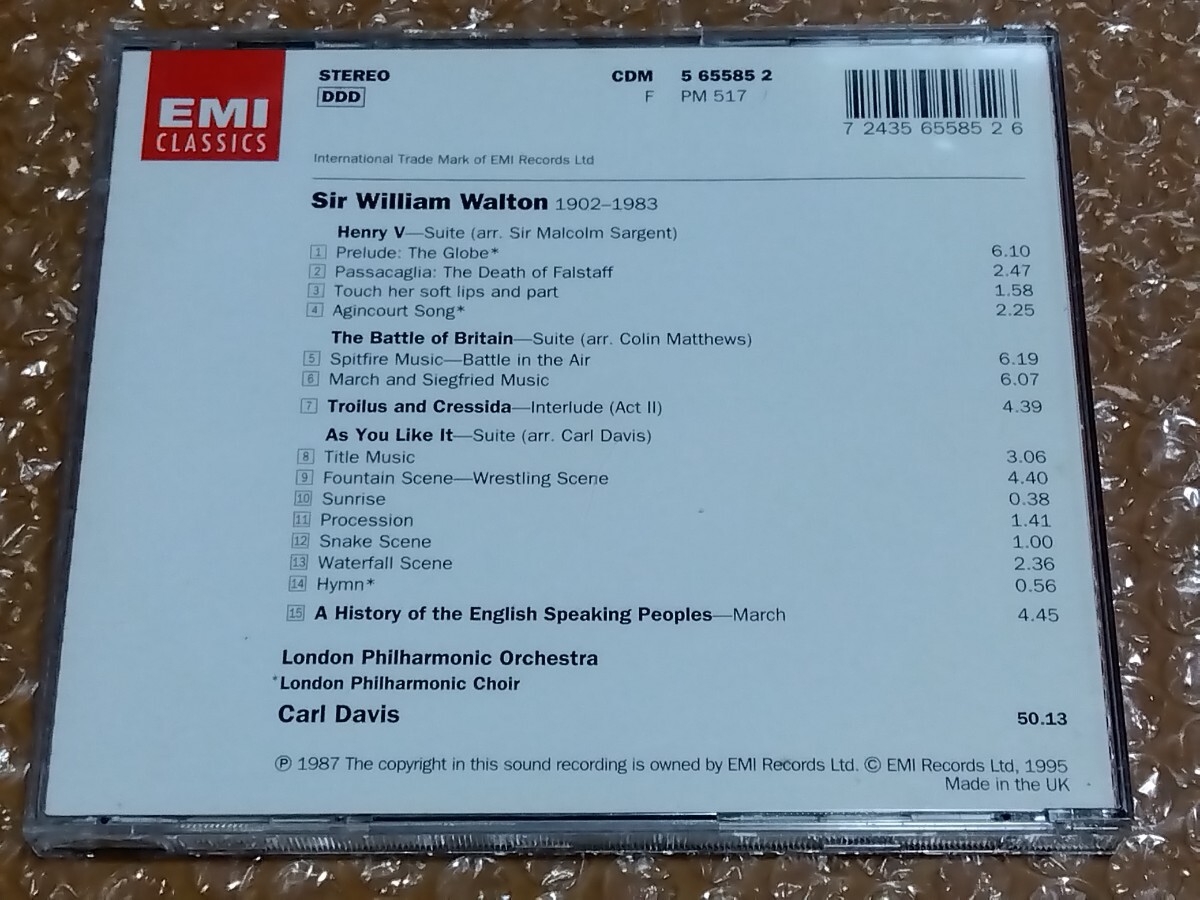 EMI
CLASSICS
STEREO
DDD
CDM 5 65585 2
F PM 517
7 2435 65585 2 6
International Trade Mark of EMI Records Ltd
Sir William Walton 1902–1983
Henry V—Suite (arr. Sir Malcolm Sargent)
1 Prelude: The Globe* 6.10
2 Passacaglia: The Death of Falstaff 2.47
3 Touch her soft lips and part 1.58
4 Agincourt Song* 2.25
The Battle of Britain—Suite (arr. Colin Matthews)
5 Spitfire Music—Battle in the Air 6.19
6 March and Siegfried Music 6.07
7 Troilus and Cressida—Interlude (Act II) 4.39
As You Like It—Suite (arr. Carl Davis)
8 Title Music 3.06
9 Fountain Scene—Wrestling Scene 4.40
10 Sunrise 0.38
11 Procession 1.41
12 Snake Scene 1.00
13 Waterfall Scene 2.36
14 Hymn* 0.56
15 A History of the English Speaking Peoples—March 4.45
London Philharmonic Orchestra
*London Philharmonic Choir
Carl Davis 50.13
℗ 1987 The copyright in this sound recording is owned by EMI Records Ltd. © EMI Records Ltd, 1995
Made in the UK